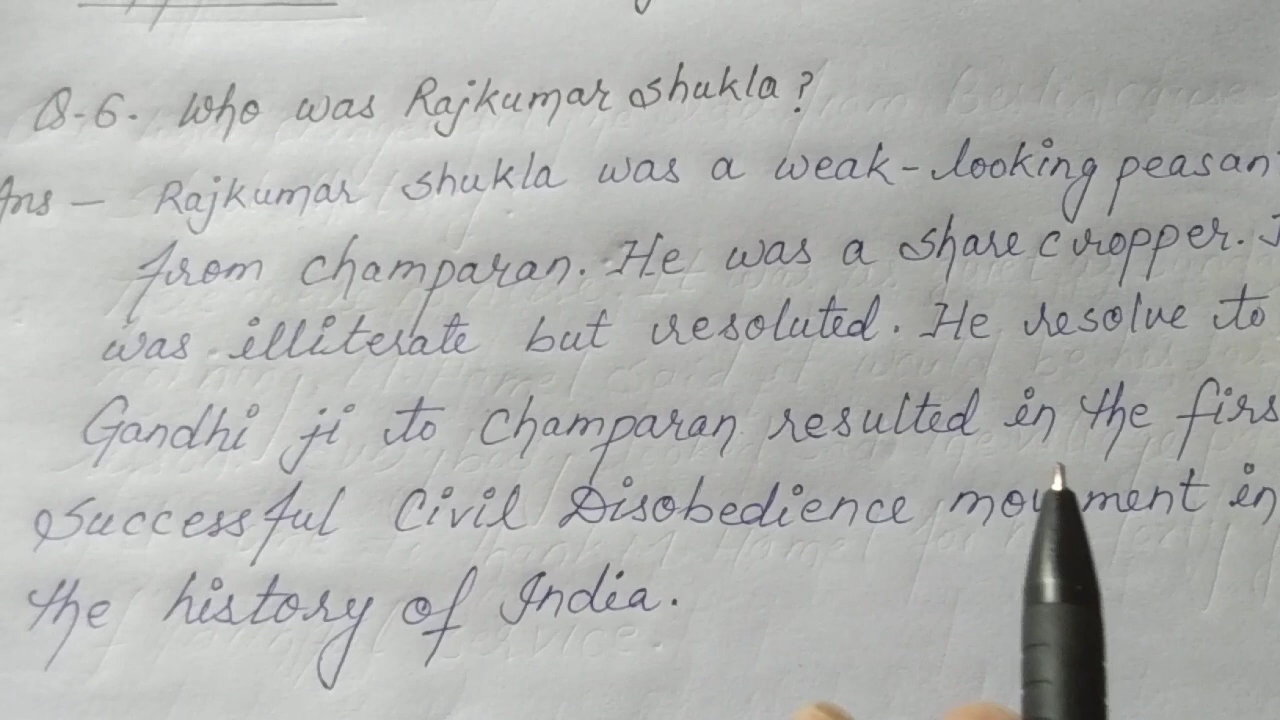 Q-6. Who was Rajkumar Shukla?
Ans - Rajkumar Shukla was a weak-looking peasan
from champaran. He was a share cropper.
was illiterate but resoluted. He resolve to
Gandhi ji to Champaran resulted in the firs
Successful Civil Disobedience mov ment in
the history of India.